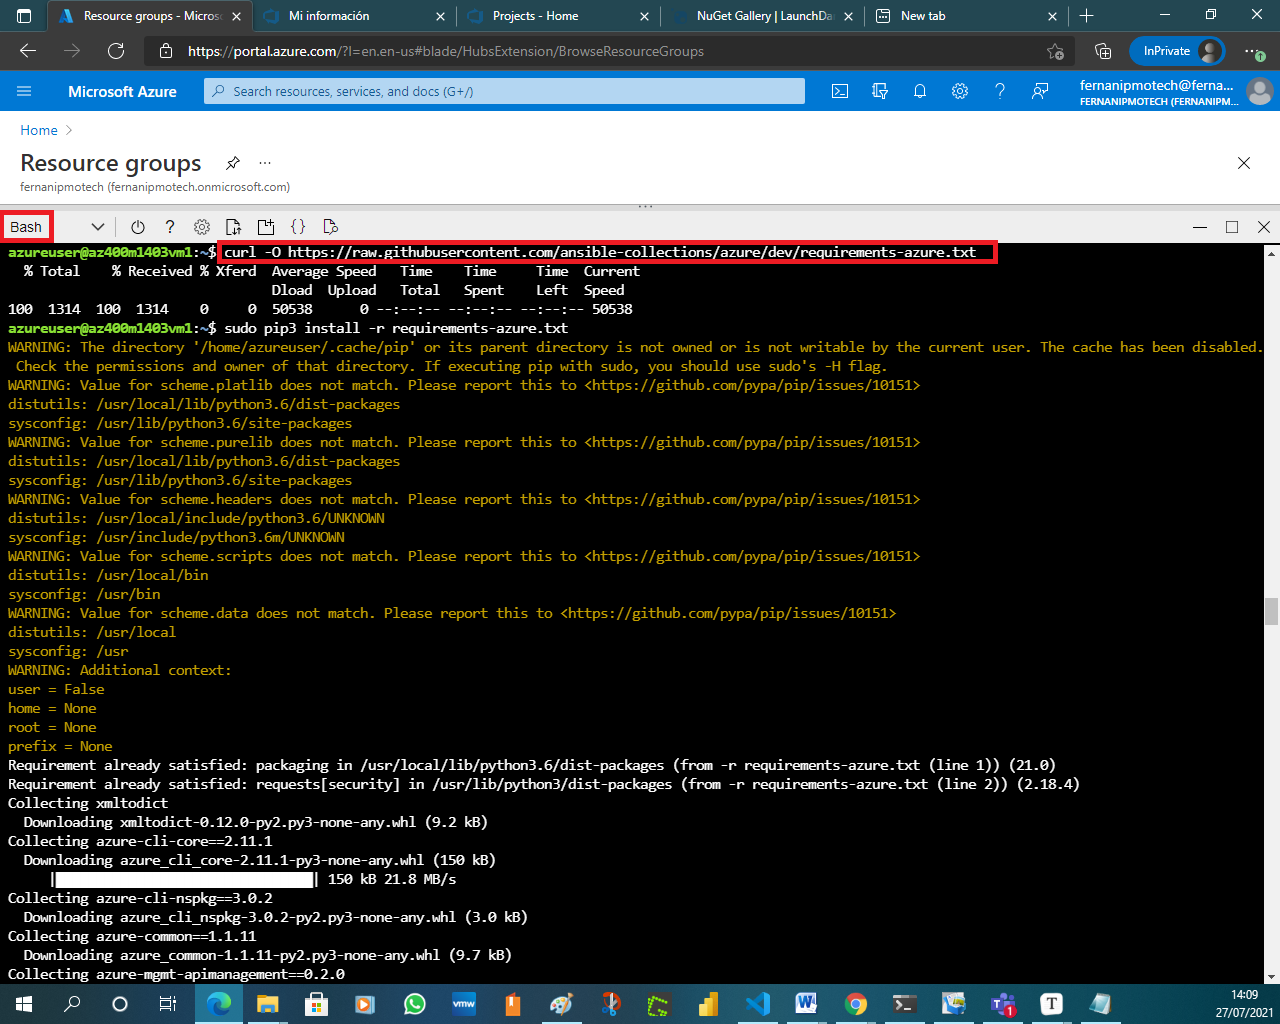 Resource groups - Micros
Mi información
Projects - Home
NuGet Gallery | LaunchDa
New tab
https://portal.azure.com/?l=en.en-us#blade/HubsExtension/BrowseResourceGroups
InPrivate
Microsoft Azure
Search resources, services, and docs (G+/)
fernanipmotech@ferna...
FERNANIPMOTECH (FERNANIPM...
Home
Resource groups
fernanipmotech (fernanipmotech.onmicrosoft.com)
Bash
azureuser@az400m1403vm1:~$ curl -O https://raw.githubusercontent.com/ansible-collections/azure/dev/requirements-azure.txt
% Total % Received % Xferd Average Speed Time Time Time Current
Dload Upload Total Spent Left Speed
100 1314 100 1314 0 0 50538 0 --:--:-- --:--:-- --:--:-- 50538
azureuser@az400m1403vm1:~$ sudo pip3 install -r requirements-azure.txt
WARNING: The directory '/home/azureuser/.cache/pip' or its parent directory is not owned or is not writable by the current user. The cache has been disabled.
Check the permissions and owner of that directory. If executing pip with sudo, you should use sudo's -H flag.
WARNING: Value for scheme.platlib does not match. Please report this to <https://github.com/pypa/pip/issues/10151>
distutils: /usr/local/lib/python3.6/dist-packages
sysconfig: /usr/lib/python3.6/site-packages
WARNING: Value for scheme.purelib does not match. Please report this to <https://github.com/pypa/pip/issues/10151>
distutils: /usr/local/lib/python3.6/dist-packages
sysconfig: /usr/lib/python3.6/site-packages
WARNING: Value for scheme.headers does not match. Please report this to <https://github.com/pypa/pip/issues/10151>
distutils: /usr/local/include/python3.6/UNKNOWN
sysconfig: /usr/include/python3.6m/UNKNOWN
WARNING: Value for scheme.scripts does not match. Please report this to <https://github.com/pypa/pip/issues/10151>
distutils: /usr/local/bin
sysconfig: /usr/bin
WARNING: Value for scheme.data does not match. Please report this to <https://github.com/pypa/pip/issues/10151>
distutils: /usr/local
sysconfig: /usr
WARNING: Additional context:
user = False
home = None
root = None
prefix = None
Requirement already satisfied: packaging in /usr/local/lib/python3.6/dist-packages (from -r requirements-azure.txt (line 1)) (21.0)
Requirement already satisfied: requests[security] in /usr/lib/python3/dist-packages (from -r requirements-azure.txt (line 2)) (2.18.4)
Collecting xmltodict
Downloading xmltodict-0.12.0-py2.py3-none-any.whl (9.2 kB)
Collecting azure-cli-core==2.11.1
Downloading azure_cli_core-2.11.1-py3-none-any.whl (150 kB)
| | 150 kB 21.8 MB/s
Collecting azure-cli-nspkg==3.0.2
Downloading azure_cli_nspkg-3.0.2-py2.py3-none-any.whl (3.0 kB)
Collecting azure-common==1.1.11
Downloading azure_common-1.1.11-py2.py3-none-any.whl (9.7 kB)
Collecting azure-mgmt-apimanagement==0.2.0
vmw
1
T
14:09
27/07/2021